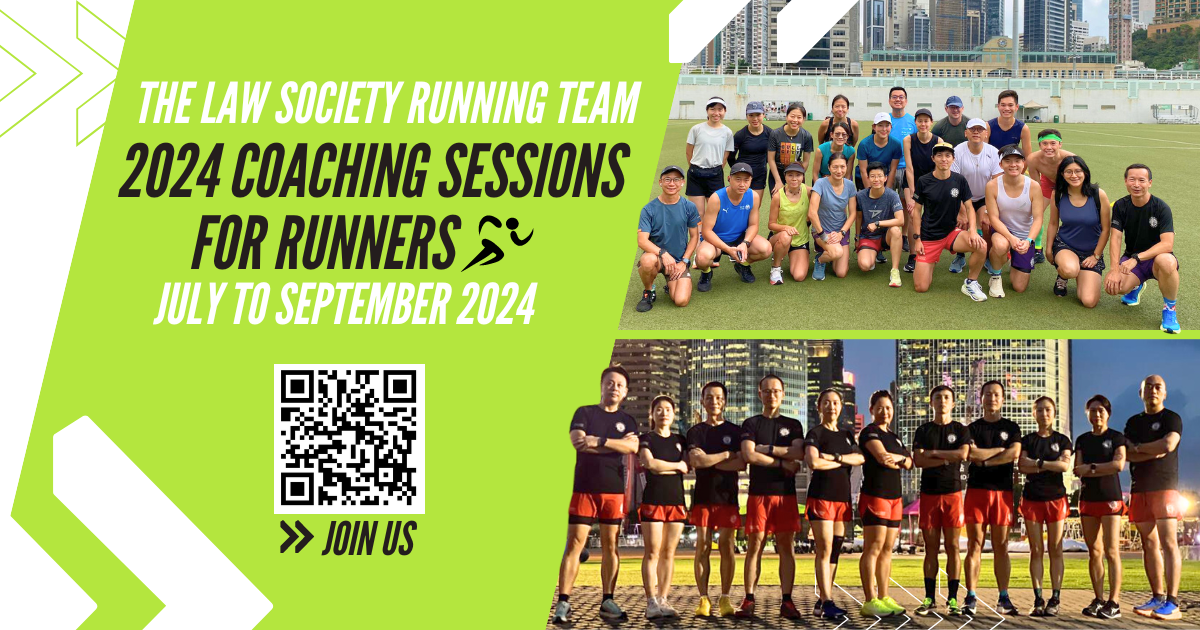 THE LAW SOCIETY RUNNING TEAM
2024 COACHING SESSIONS
FOR RUNNERS
JULY TO SEPTEMBER 2024
JOIN US